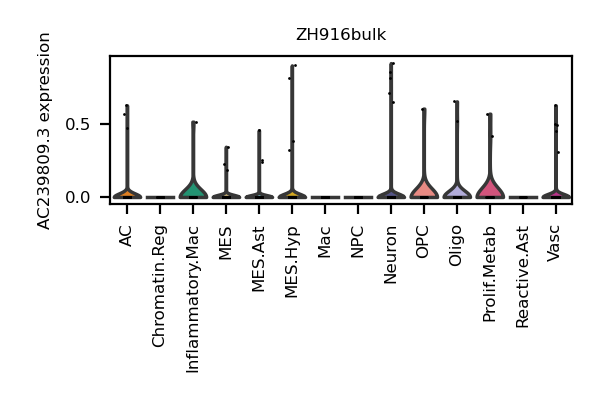 ZH916bulk
AC239809.3 expression
0.5
0.0
AC
Chromatin.Reg
Inflammatory.Mac
MES
MES.Ast
MES.Hyp
Mac
NPC
Neuron
OPC
Oligo
Prolif.Metab
Reactive.Ast
Vasc